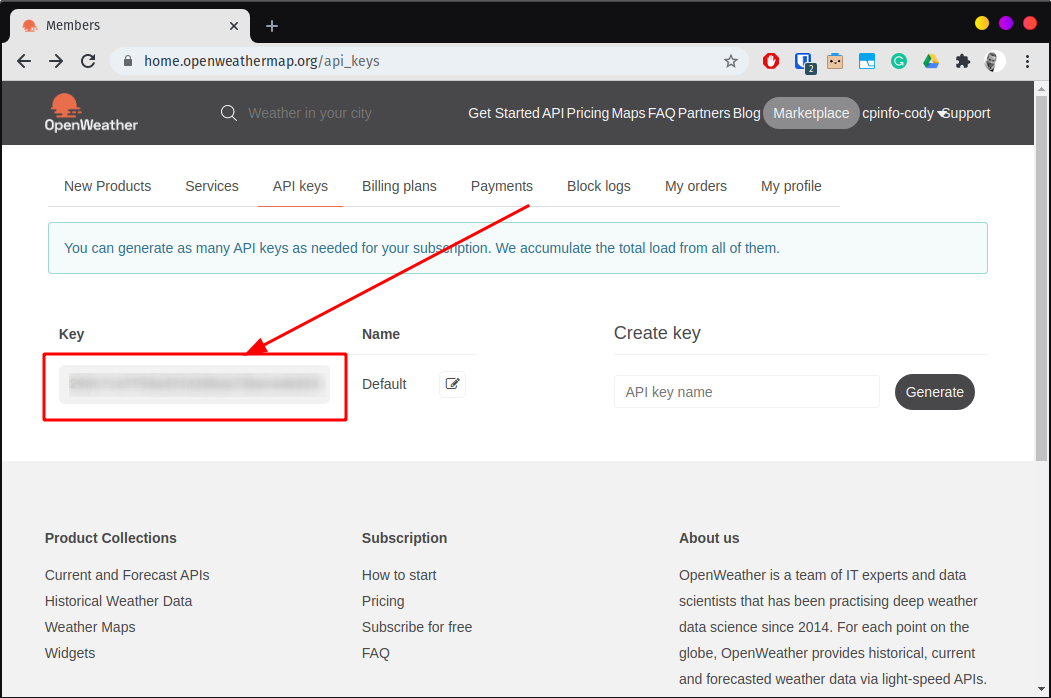 Members
home.openweathermap.org/api_keys
2
OpenWeather
Weather in your city
Get Started API Pricing Maps FAQ Partners Blog Marketplace cpinfo-cody Support
New Products Services API keys Billing plans Payments Block logs My orders My profile
You can generate as many API keys as needed for your subscription. We accumulate the total load from all of them.
Key Name Create key
Default API key name Generate
Product Collections
Current and Forecast APIs
Historical Weather Data
Weather Maps
Widgets
Subscription
How to start
Pricing
Subscribe for free
FAQ
About us
OpenWeather is a team of IT experts and data
scientists that has been practising deep weather
data science since 2014. For each point on the
globe, OpenWeather provides historical, current
and forecasted weather data via light-speed APIs.